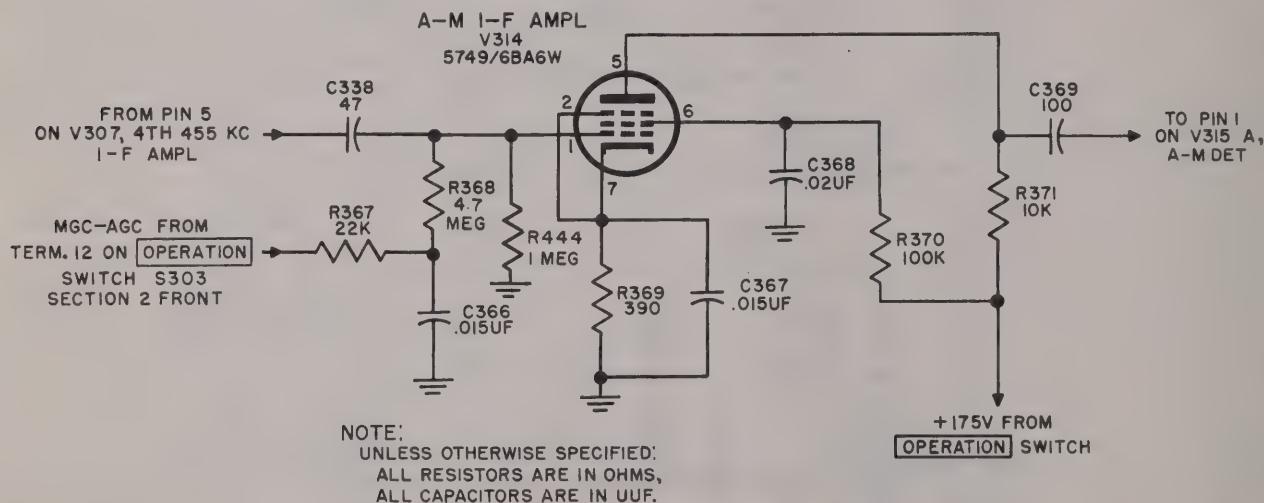 A-M I-F AMPL
V314
5749/6BA6W
5
2
6
1
7
C338
47
FROM PIN 5
ON V307, 4TH 455 KC
I-F AMPL
C369
100
TO PIN 1
ON V315 A,
A-M DET
R368
4.7
MEG
C368
.02UF
R371
10K
MGC-AGC FROM
TERM. 12 ON OPERATION
SWITCH S303
SECTION 2 FRONT
R367
22K
R444
1 MEG
R370
100K
C366
.015UF
R369
390
C367
.015UF
+175V FROM
OPERATION SWITCH
NOTE:
UNLESS OTHERWISE SPECIFIED:
ALL RESISTORS ARE IN OHMS,
ALL CAPACITORS ARE IN UUF.